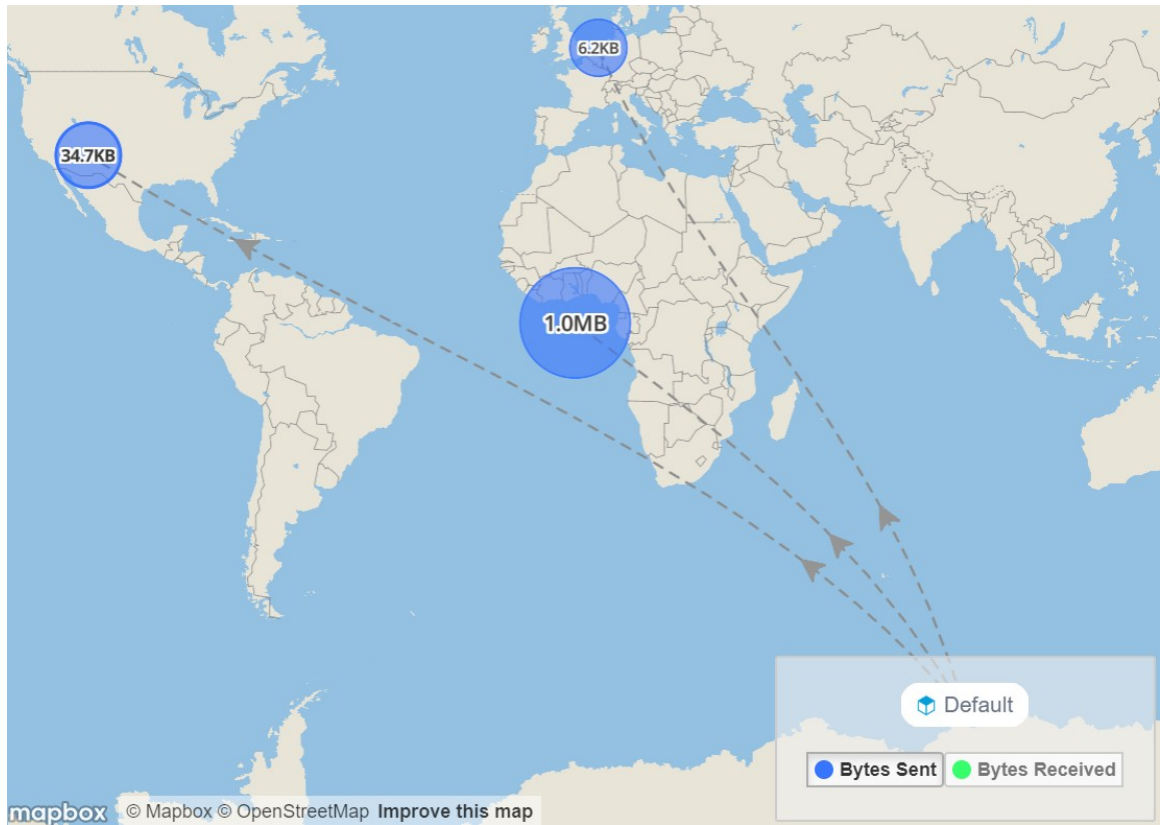 6.2KB
34.7KB
1.0MB
Default
Bytes Sent
Bytes Received
mapbox © Mapbox © OpenStreetMap Improve this map